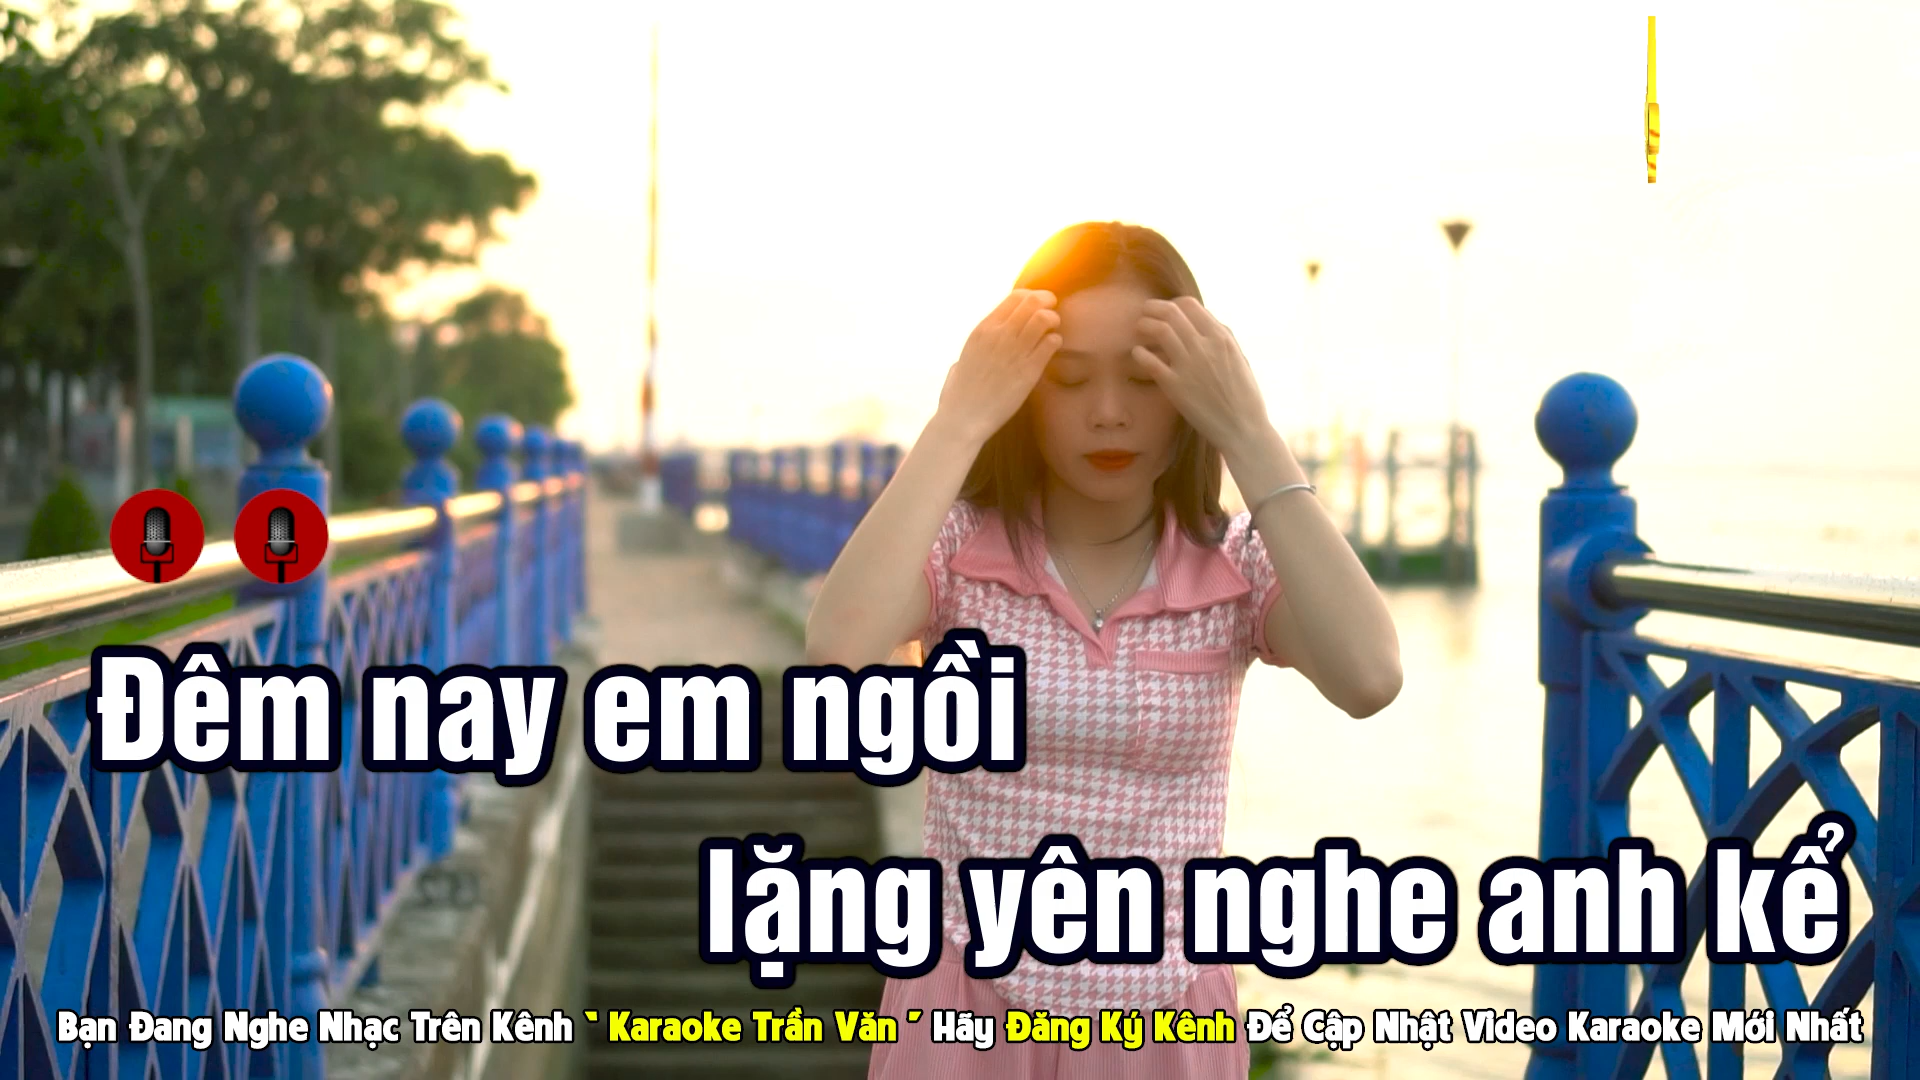 Đêm nay em ngồi
lặng yên nghe anh kể
Bạn Đang Nghe Nhạc Trên Kênh ` Karaoke Trần Văn ´ Hãy Đăng Ký Kênh Để Cập Nhật Video Karaoke Mới Nhất